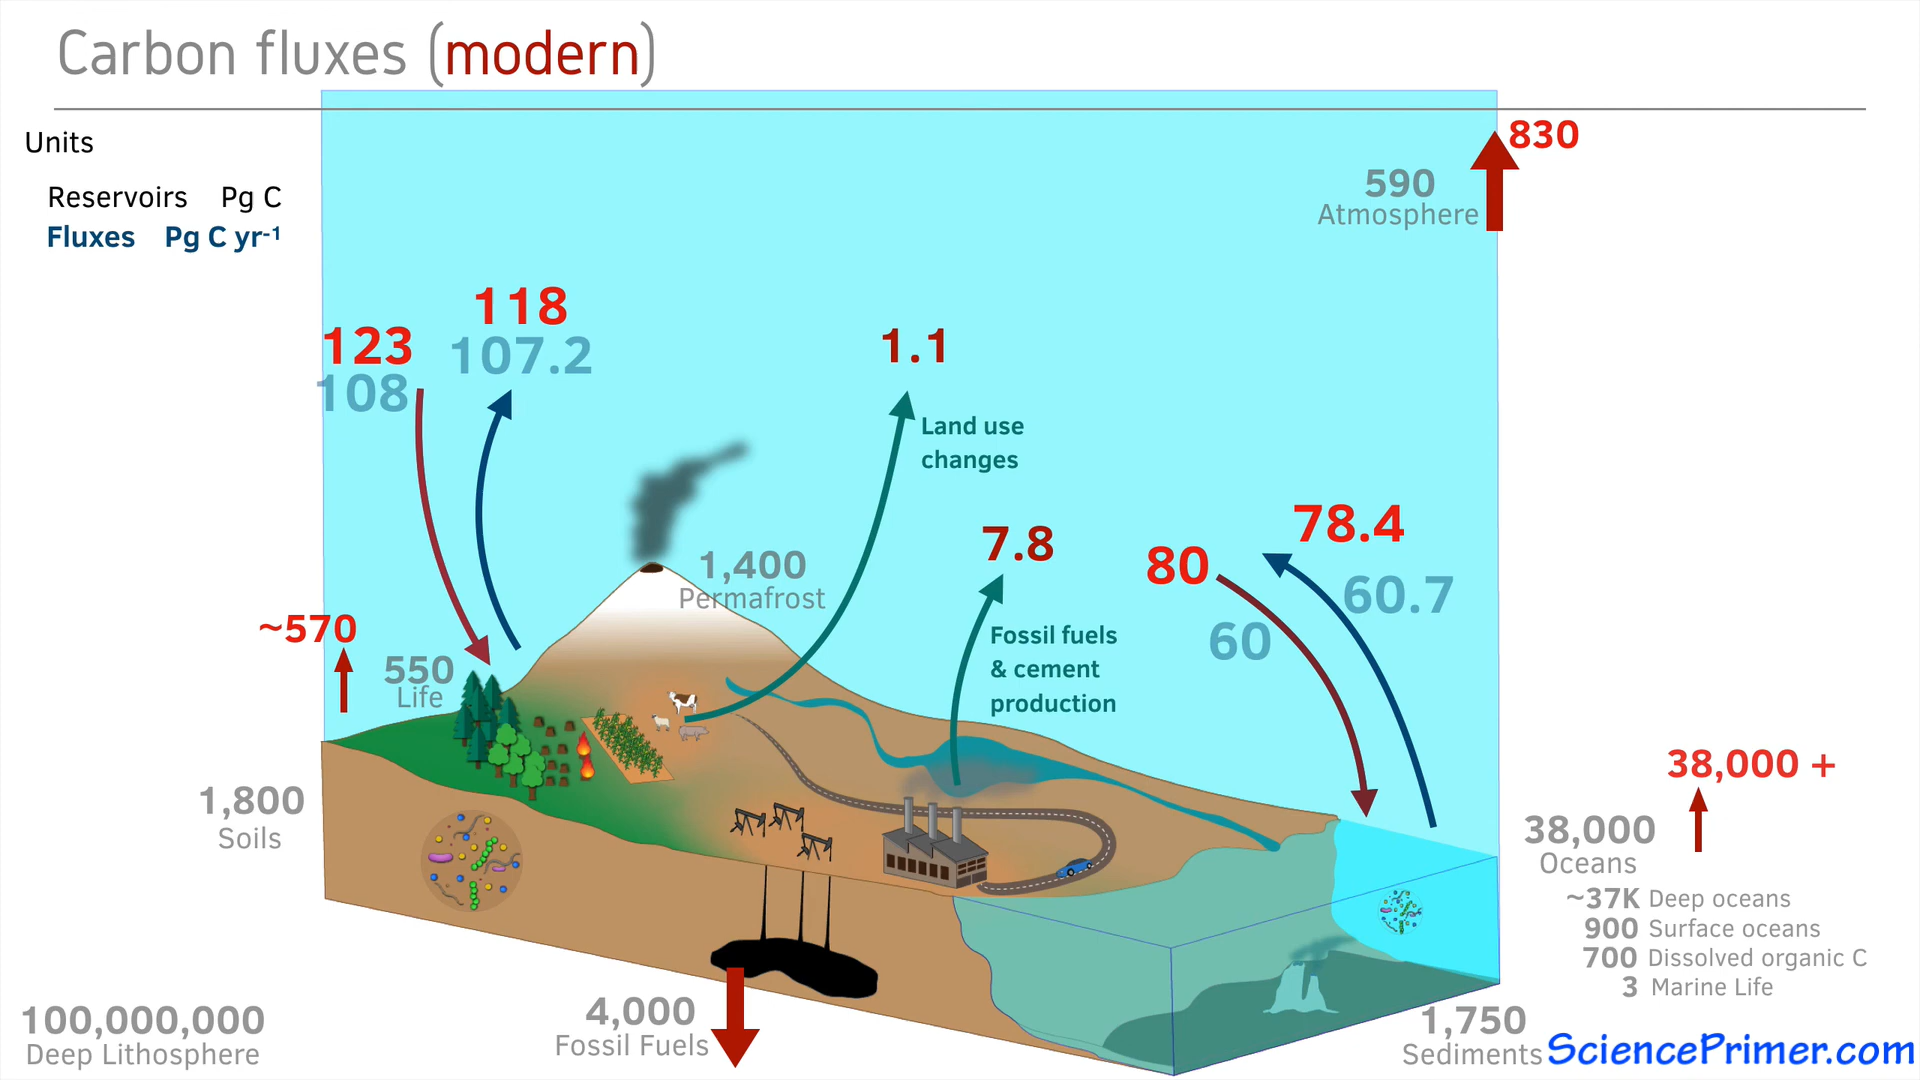 Carbon fluxes (modern)
Units
Reservoirs Pg C
Fluxes Pg C yr-1
830
590
Atmosphere
118
107.2
123
108
1.1
Land use
changes
78.4
60.7
80
60
7.8
Fossil fuels
& cement
production
1,400
Permafrost
~570
550
Life
1,800
Soils
38,000 +
38,000
Oceans
~37K Deep oceans
900 Surface oceans
700 Dissolved organic C
3 Marine Life
100,000,000
Deep Lithosphere
4,000
Fossil Fuels
1,750
Sediments
SciencePrimer.com